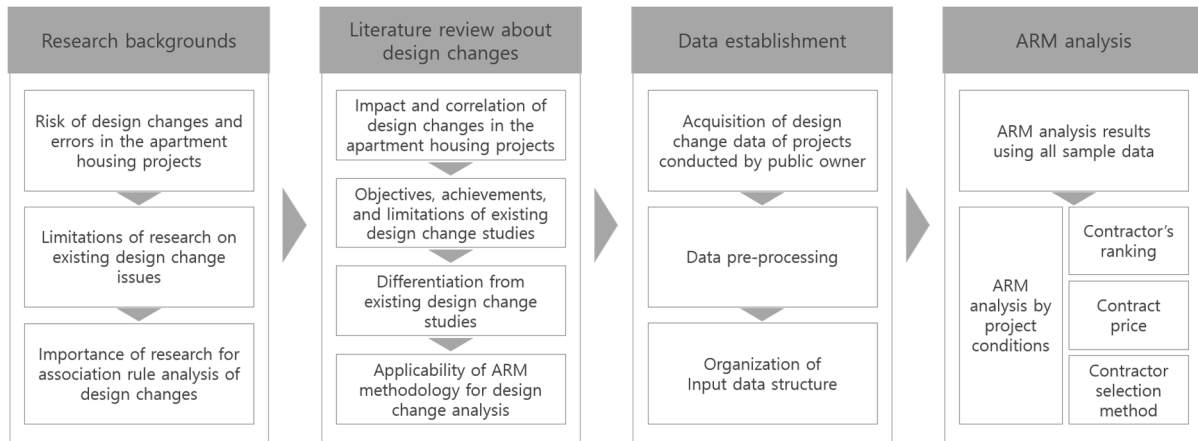 Research backgrounds
Risk of design changes and
errors in the apartment
housing projects
Limitations of research on
existing design change
issues
Importance of research for
association rule analysis of
design changes
Literature review about
design changes
Impact and correlation of
design changes in the
apartment housing projects
Objectives, achievements,
and limitations of existing
design change studies
Differentiation from
existing design change
studies
Applicability of ARM
methodology for design
change analysis
Data establishment
Acquisition of design
change data of projects
conducted by public owner
Data pre-processing
Organization of
Input data structure
ARM analysis
ARM analysis results
using all sample data
ARM
analysis by
project
conditions
Contractor’s
ranking
Contract
price
Contractor
selection
method